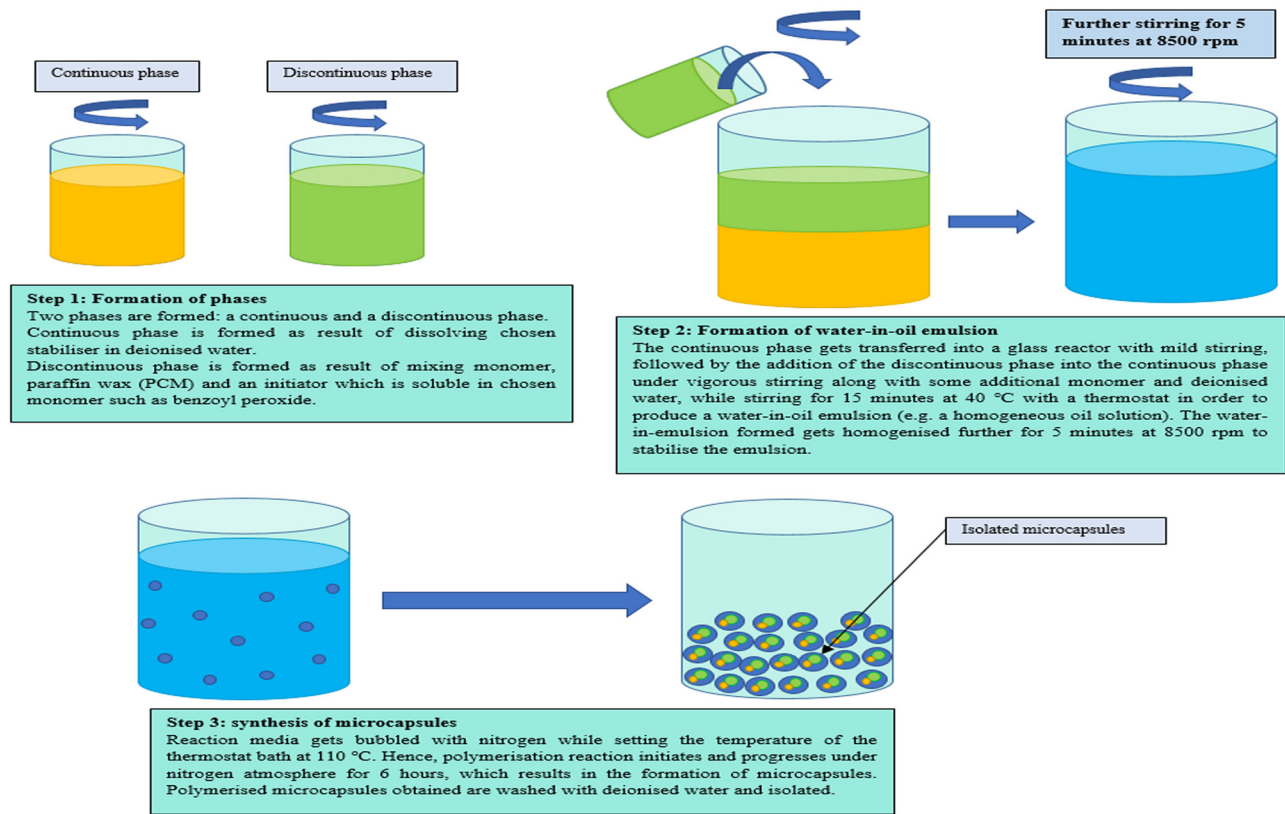 Continuous phase
Discontinuous phase
Further stirring for 5
minutes at 8500 rpm
Step 1: Formation of phases
Two phases are formed: a continuous and a discontinuous phase.
Continuous phase is formed as result of dissolving chosen
stabiliser in deionised water.
Discontinuous phase is formed as result of mixing monomer,
paraffin wax (PCM) and an initiator which is soluble in chosen
monomer such as benzoyl peroxide.
Step 2: Formation of water-in-oil emulsion
The continuous phase gets transferred into a glass reactor with mild stirring,
followed by the addition of the discontinuous phase into the continuous phase
under vigorous stirring along with some additional monomer and deionised
water, while stirring for 15 minutes at 40 °C with a thermostat in order to
produce a water-in-oil emulsion (e.g. a homogeneous oil solution). The water-
in-emulsion formed gets homogenised further for 5 minutes at 8500 rpm to
stabilise the emulsion.
Isolated microcapsules
Step 3: synthesis of microcapsules
Reaction media gets bubbled with nitrogen while setting the temperature of the
thermostat bath at 110 °C. Hence, polymerisation reaction initiates and progresses under
nitrogen atmosphere for 6 hours, which results in the formation of microcapsules.
Polymerised microcapsules obtained are washed with deionised water and isolated.